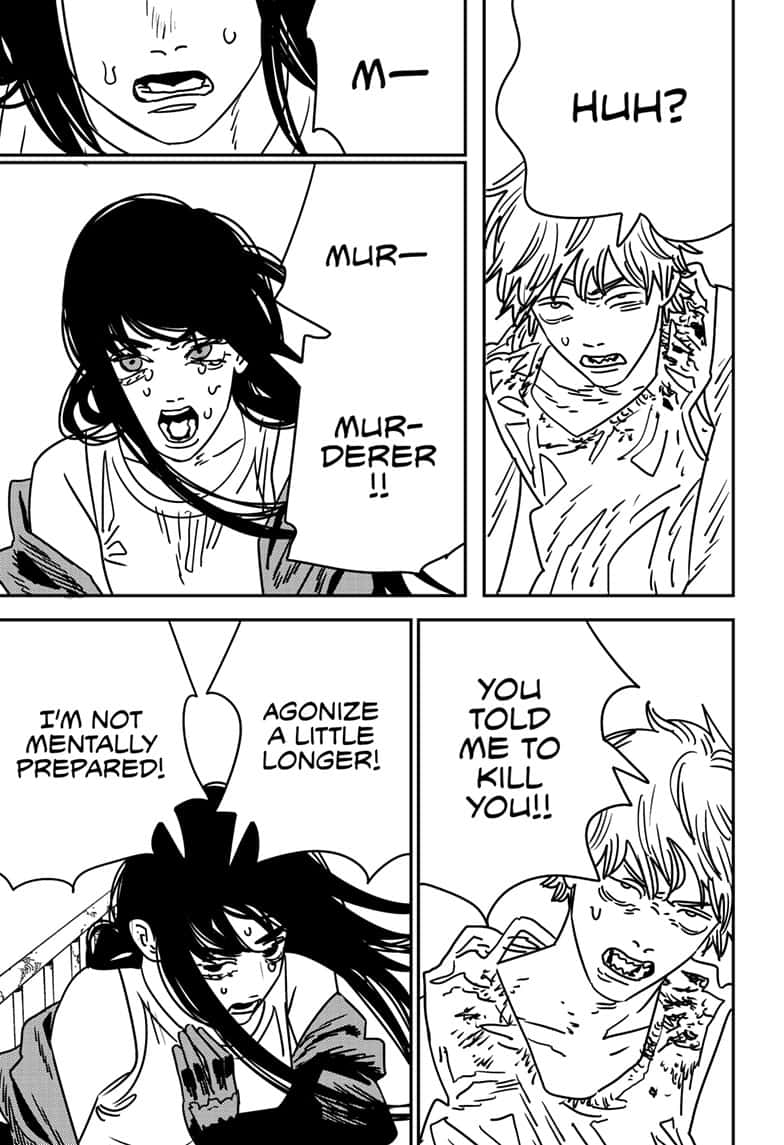 HUH?
M—
MUR—
MUR-
DERER
!!
YOU
TOLD
ME TO
KILL
YOU!!
AGONIZE
A LITTLE
LONGER!
I'M NOT
MENTALLY
PREPARED!